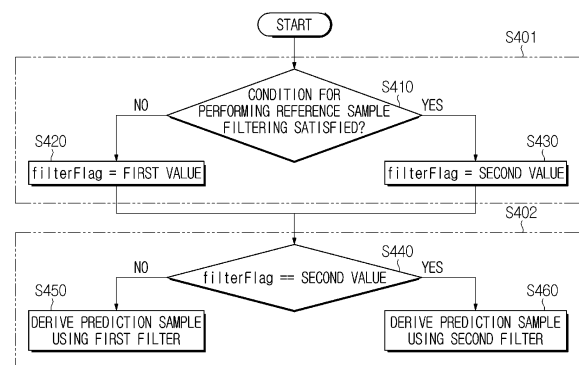 START
S401
CONDITION FOR
PERFORMING REFERENCE SAMPLE
FILTERING SATISFIED?
S410
NO
YES
S420
filterFlag = FIRST VALUE
S430
filterFlag = SECOND VALUE
S402
filterFlag == SECOND VALUE
S440
NO
YES
S450
DERIVE PREDICTION SAMPLE
USING FIRST FILTER
S460
DERIVE PREDICTION SAMPLE
USING SECOND FILTER